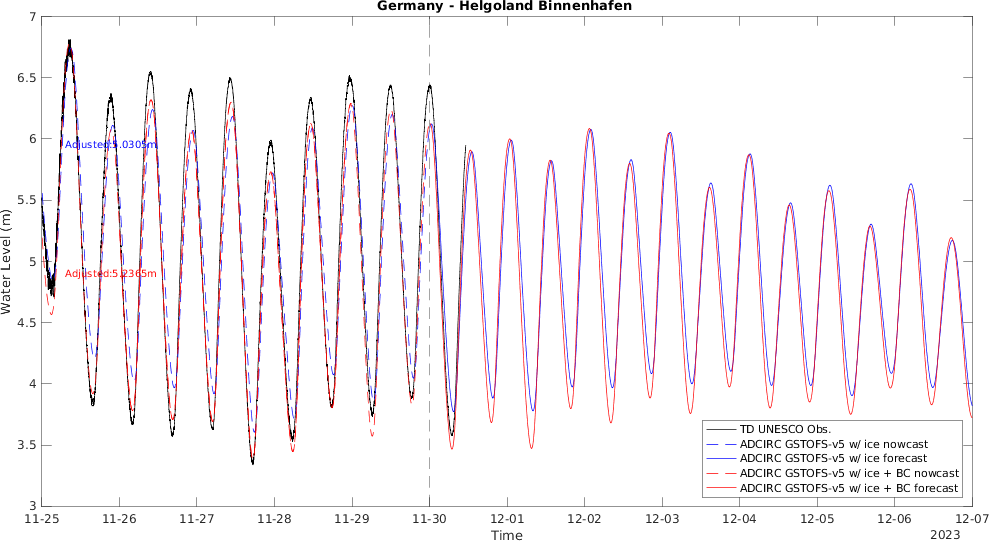 Germany - Helgoland Binnenhafen
Water Level (m)
7
6.5
6
5.5
5
4.5
4
3.5
3
Adjusted:5.0305m
Adjusted:5.2365m
TD UNESCO Obs.
ADCIRC GSTOFS-v5 w/ ice nowcast
ADCIRC GSTOFS-v5 w/ ice forecast
ADCIRC GSTOFS-v5 w/ ice + BC nowcast
ADCIRC GSTOFS-v5 w/ ice + BC forecast
11-25 11-26 11-27 11-28 11-29 11-30 12-01 12-02 12-03 12-04 12-05 12-06 12-07
Time
2023